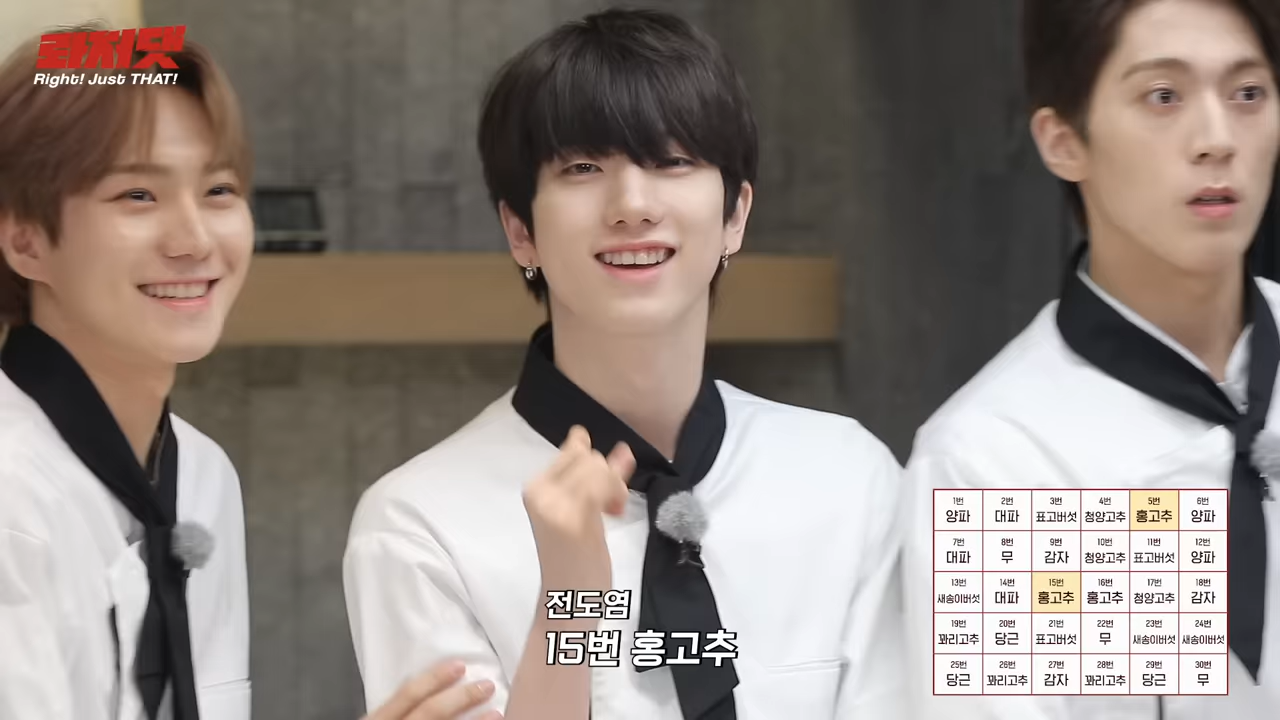 뢰저댓
Right! Just THAT!
전도염
15번 홍고추
1번 2번 3번 4번 5번 6번
양파 대파 표고버섯 청양고추 홍고추 양파
7번 8번 9번 10번 11번 12번
대파 무 감자 청양고추 표고버섯 양파
13번 14번 15번 16번 17번 18번
새송이버섯 대파 홍고추 홍고추 청양고추 감자
19번 20번 21번 22번 23번 24번
꽈리고추 당근 표고버섯 무 새송이버섯 새송이버섯
25번 26번 27번 28번 29번 30번
당근 꽈리고추 감자 꽈리고추 당근 무